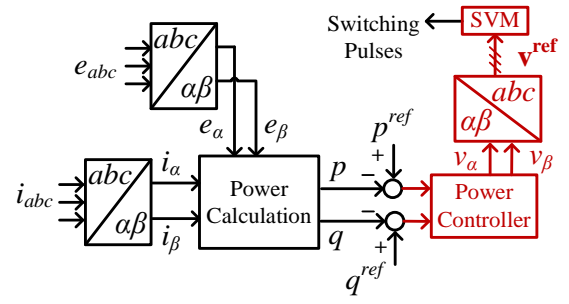 Switching
Pulses
SVM
v^ref
e_abc
abc
αβ
abc
αβ
e_α
e_β
p^ref
+
v_α
v_β
i_abc
abc
αβ
i_α
i_β
Power
Calculation
p
q
−
−
+
q^ref
Power
Controller